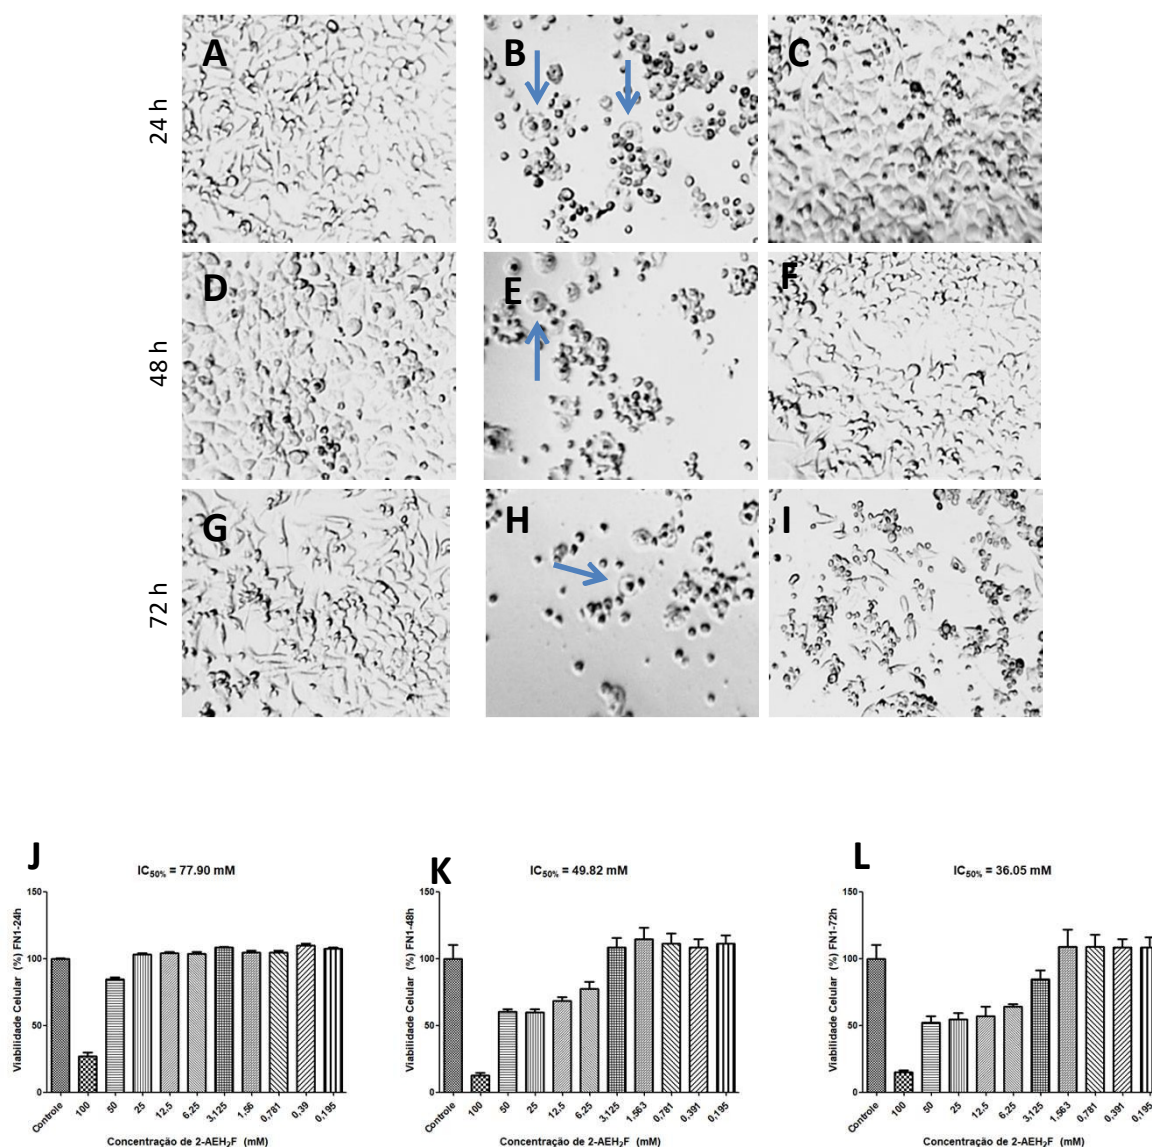 A
B
C
24 h
D
E
F
48 h
G
H
I
72 h
J
IC50% = 77.90 mM
Viabilidade Celular (%) FN1-24h
150
100
50
0
Controle
100
50
25
12.5
6.25
3.125
1.56
0.781
0.39
0.195
Concentração de 2-AEH₂F (mM)
K
IC50% = 49.82 mM
Viabilidade Celular (%) FN1-48h
150
100
50
0
Controle
100
50
25
12.5
6.25
3.125
1.563
0.781
0.391
0.195
Concentração de 2-AEH₂F (mM)
L
IC50% = 36.05 mM
Viabilidade Celular (%) FN1-72h
150
100
50
0
Controle
100
50
25
12.5
6.25
3.125
1.563
0.781
0.391
0.195
Concentração de 2-AEH₂F (mM)